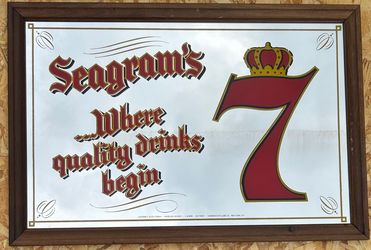 Seagram's
7
...Where
quality drinks
begin